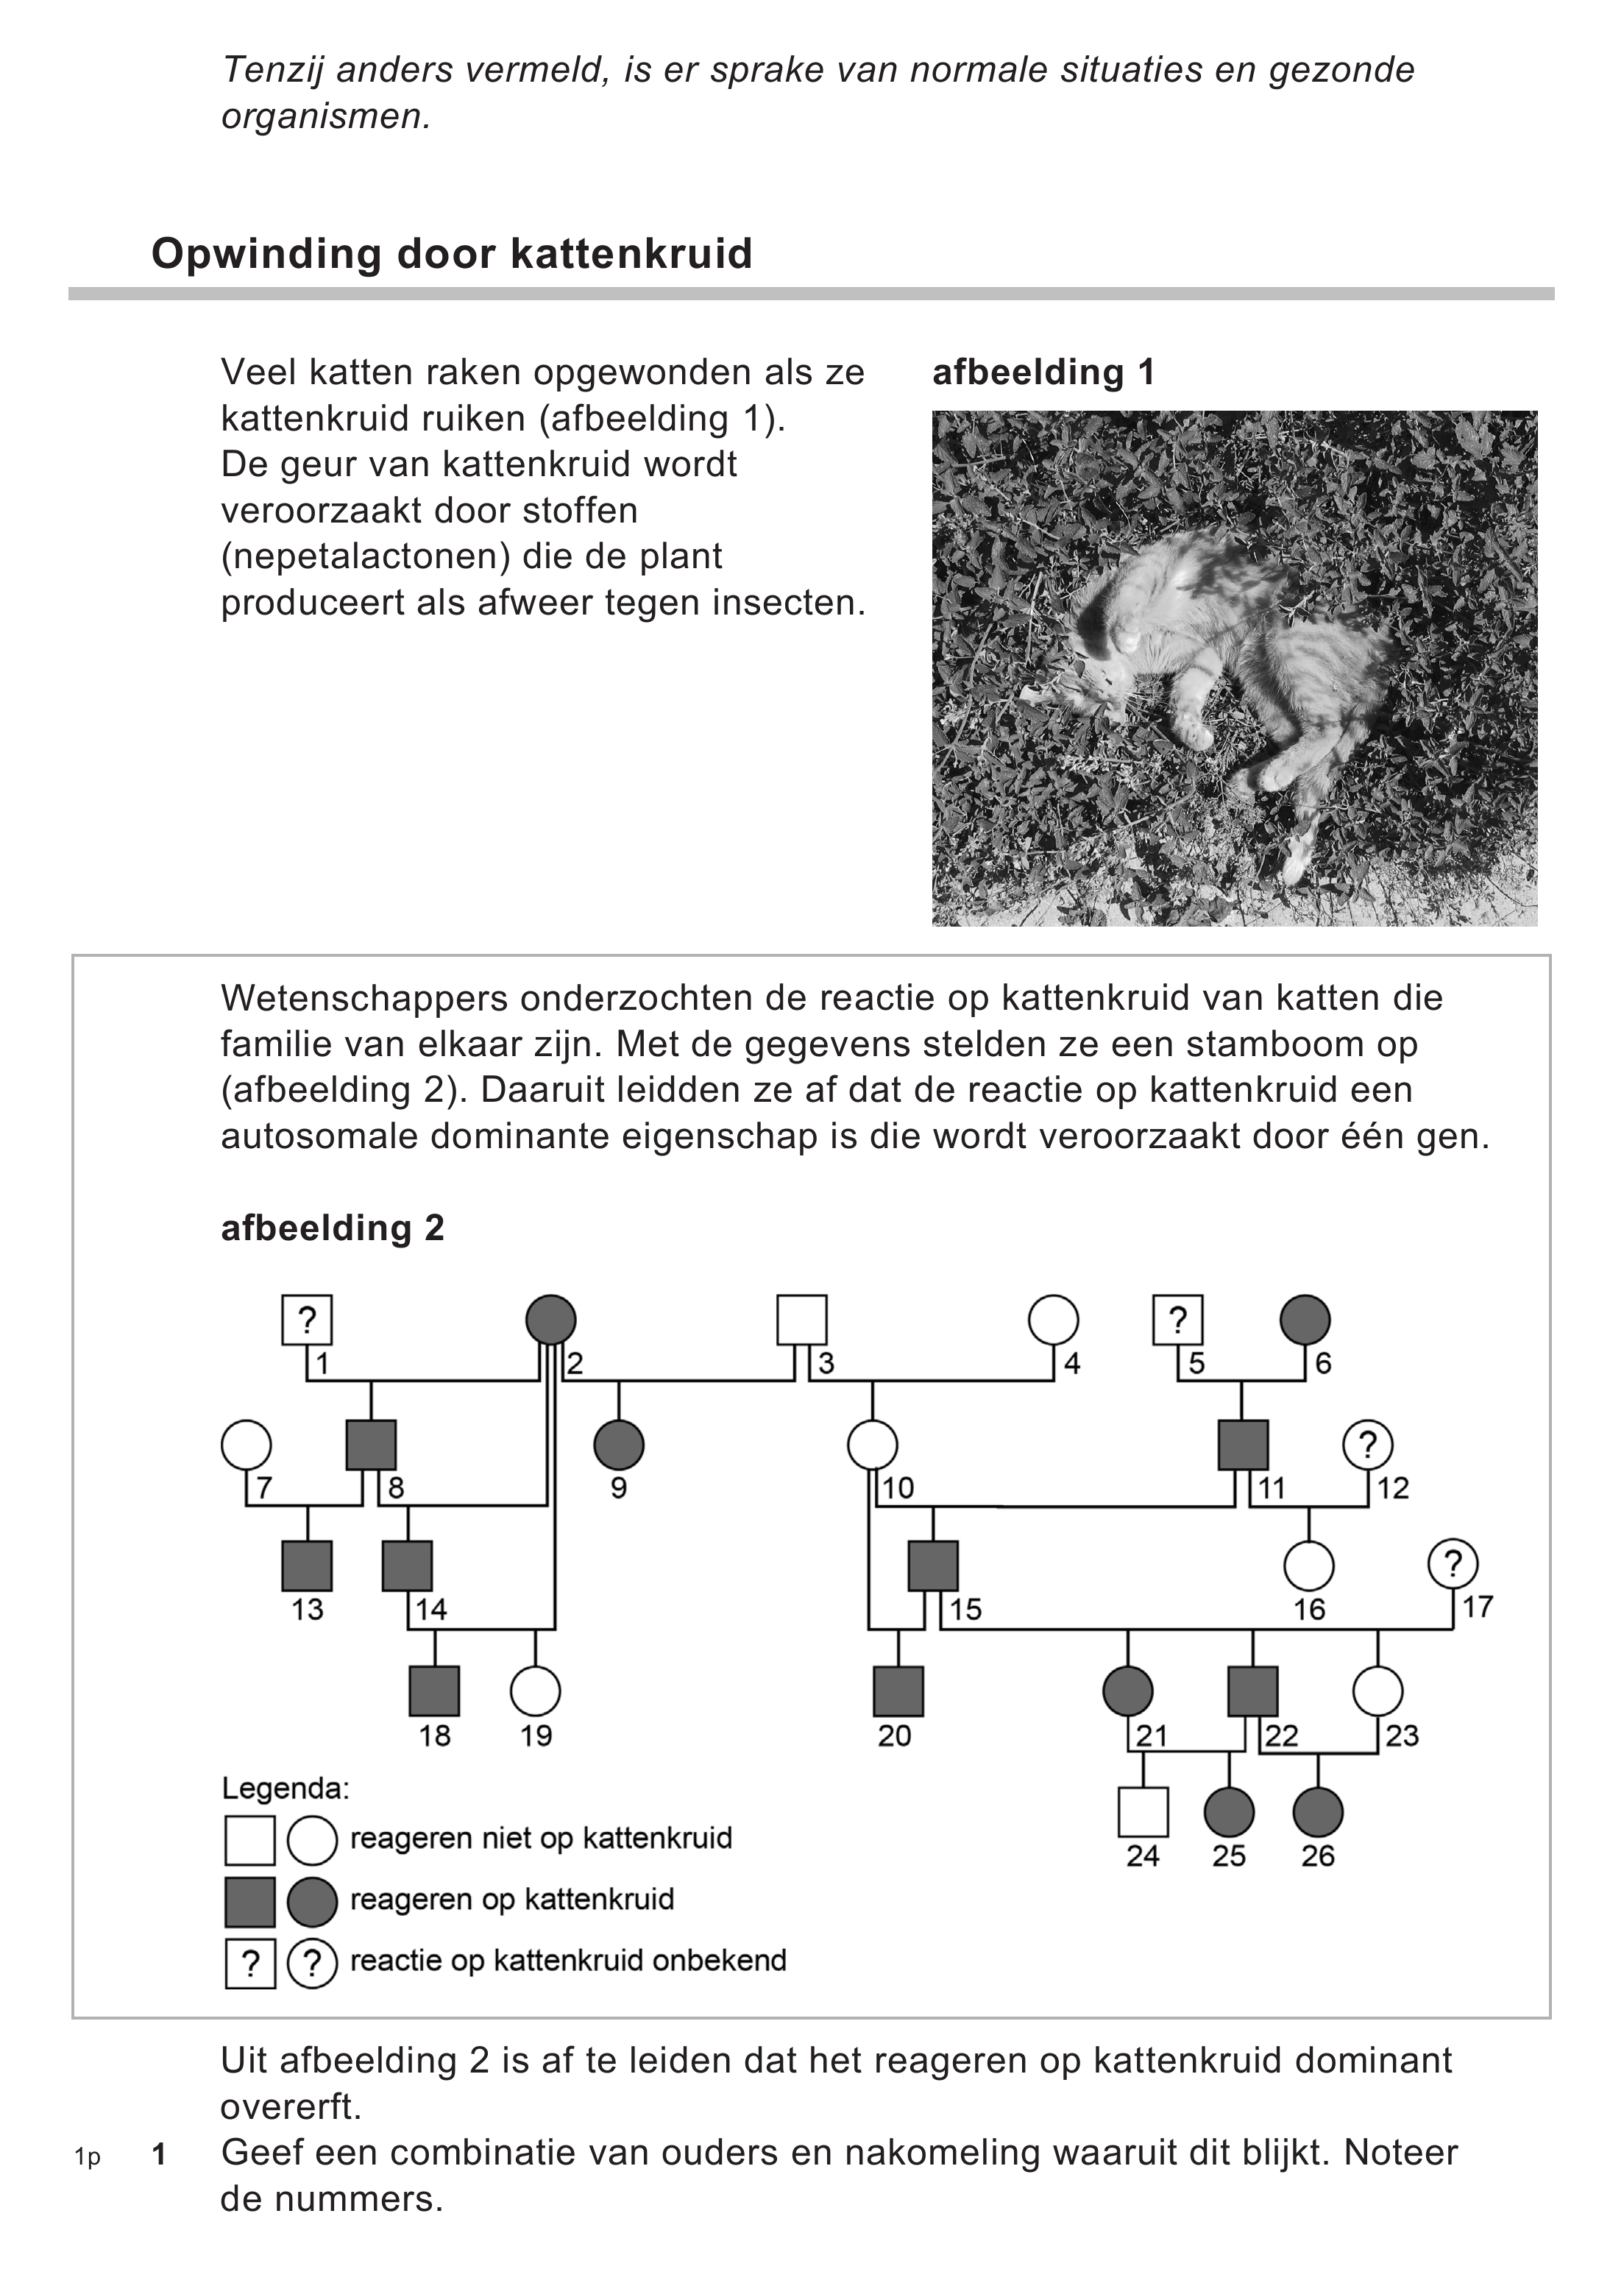 Tenzij anders vermeld, is er sprake van normale situaties en gezonde
organismen.
Opwinding door kattenkruid
Veel katten raken opgewonden als ze
kattenkruid ruiken (afbeelding 1).
De geur van kattenkruid wordt
veroorzaakt door stoffen
(nepetalactonen) die de plant
produceert als afweer tegen insecten.
afbeelding 1
Wetenschappers onderzochten de reactie op kattenkruid van katten die
familie van elkaar zijn. Met de gegevens stelden ze een stamboom op
(afbeelding 2). Daaruit leidden ze af dat de reactie op kattenkruid een
autosomale dominante eigenschap is die wordt veroorzaakt door één gen.
afbeelding 2
? ?
1 2 3 4 5 6
?
7 8 9 10 11 12
?
13 14 15 16 17
18 19 20 21 22 23
24 25 26
Legenda:
reageren niet op kattenkruid
reageren op kattenkruid
? ? reactie op kattenkruid onbekend
Uit afbeelding 2 is af te leiden dat het reageren op kattenkruid dominant
overerft.
1p 1 Geef een combinatie van ouders en nakomeling waaruit dit blijkt. Noteer
de nummers.